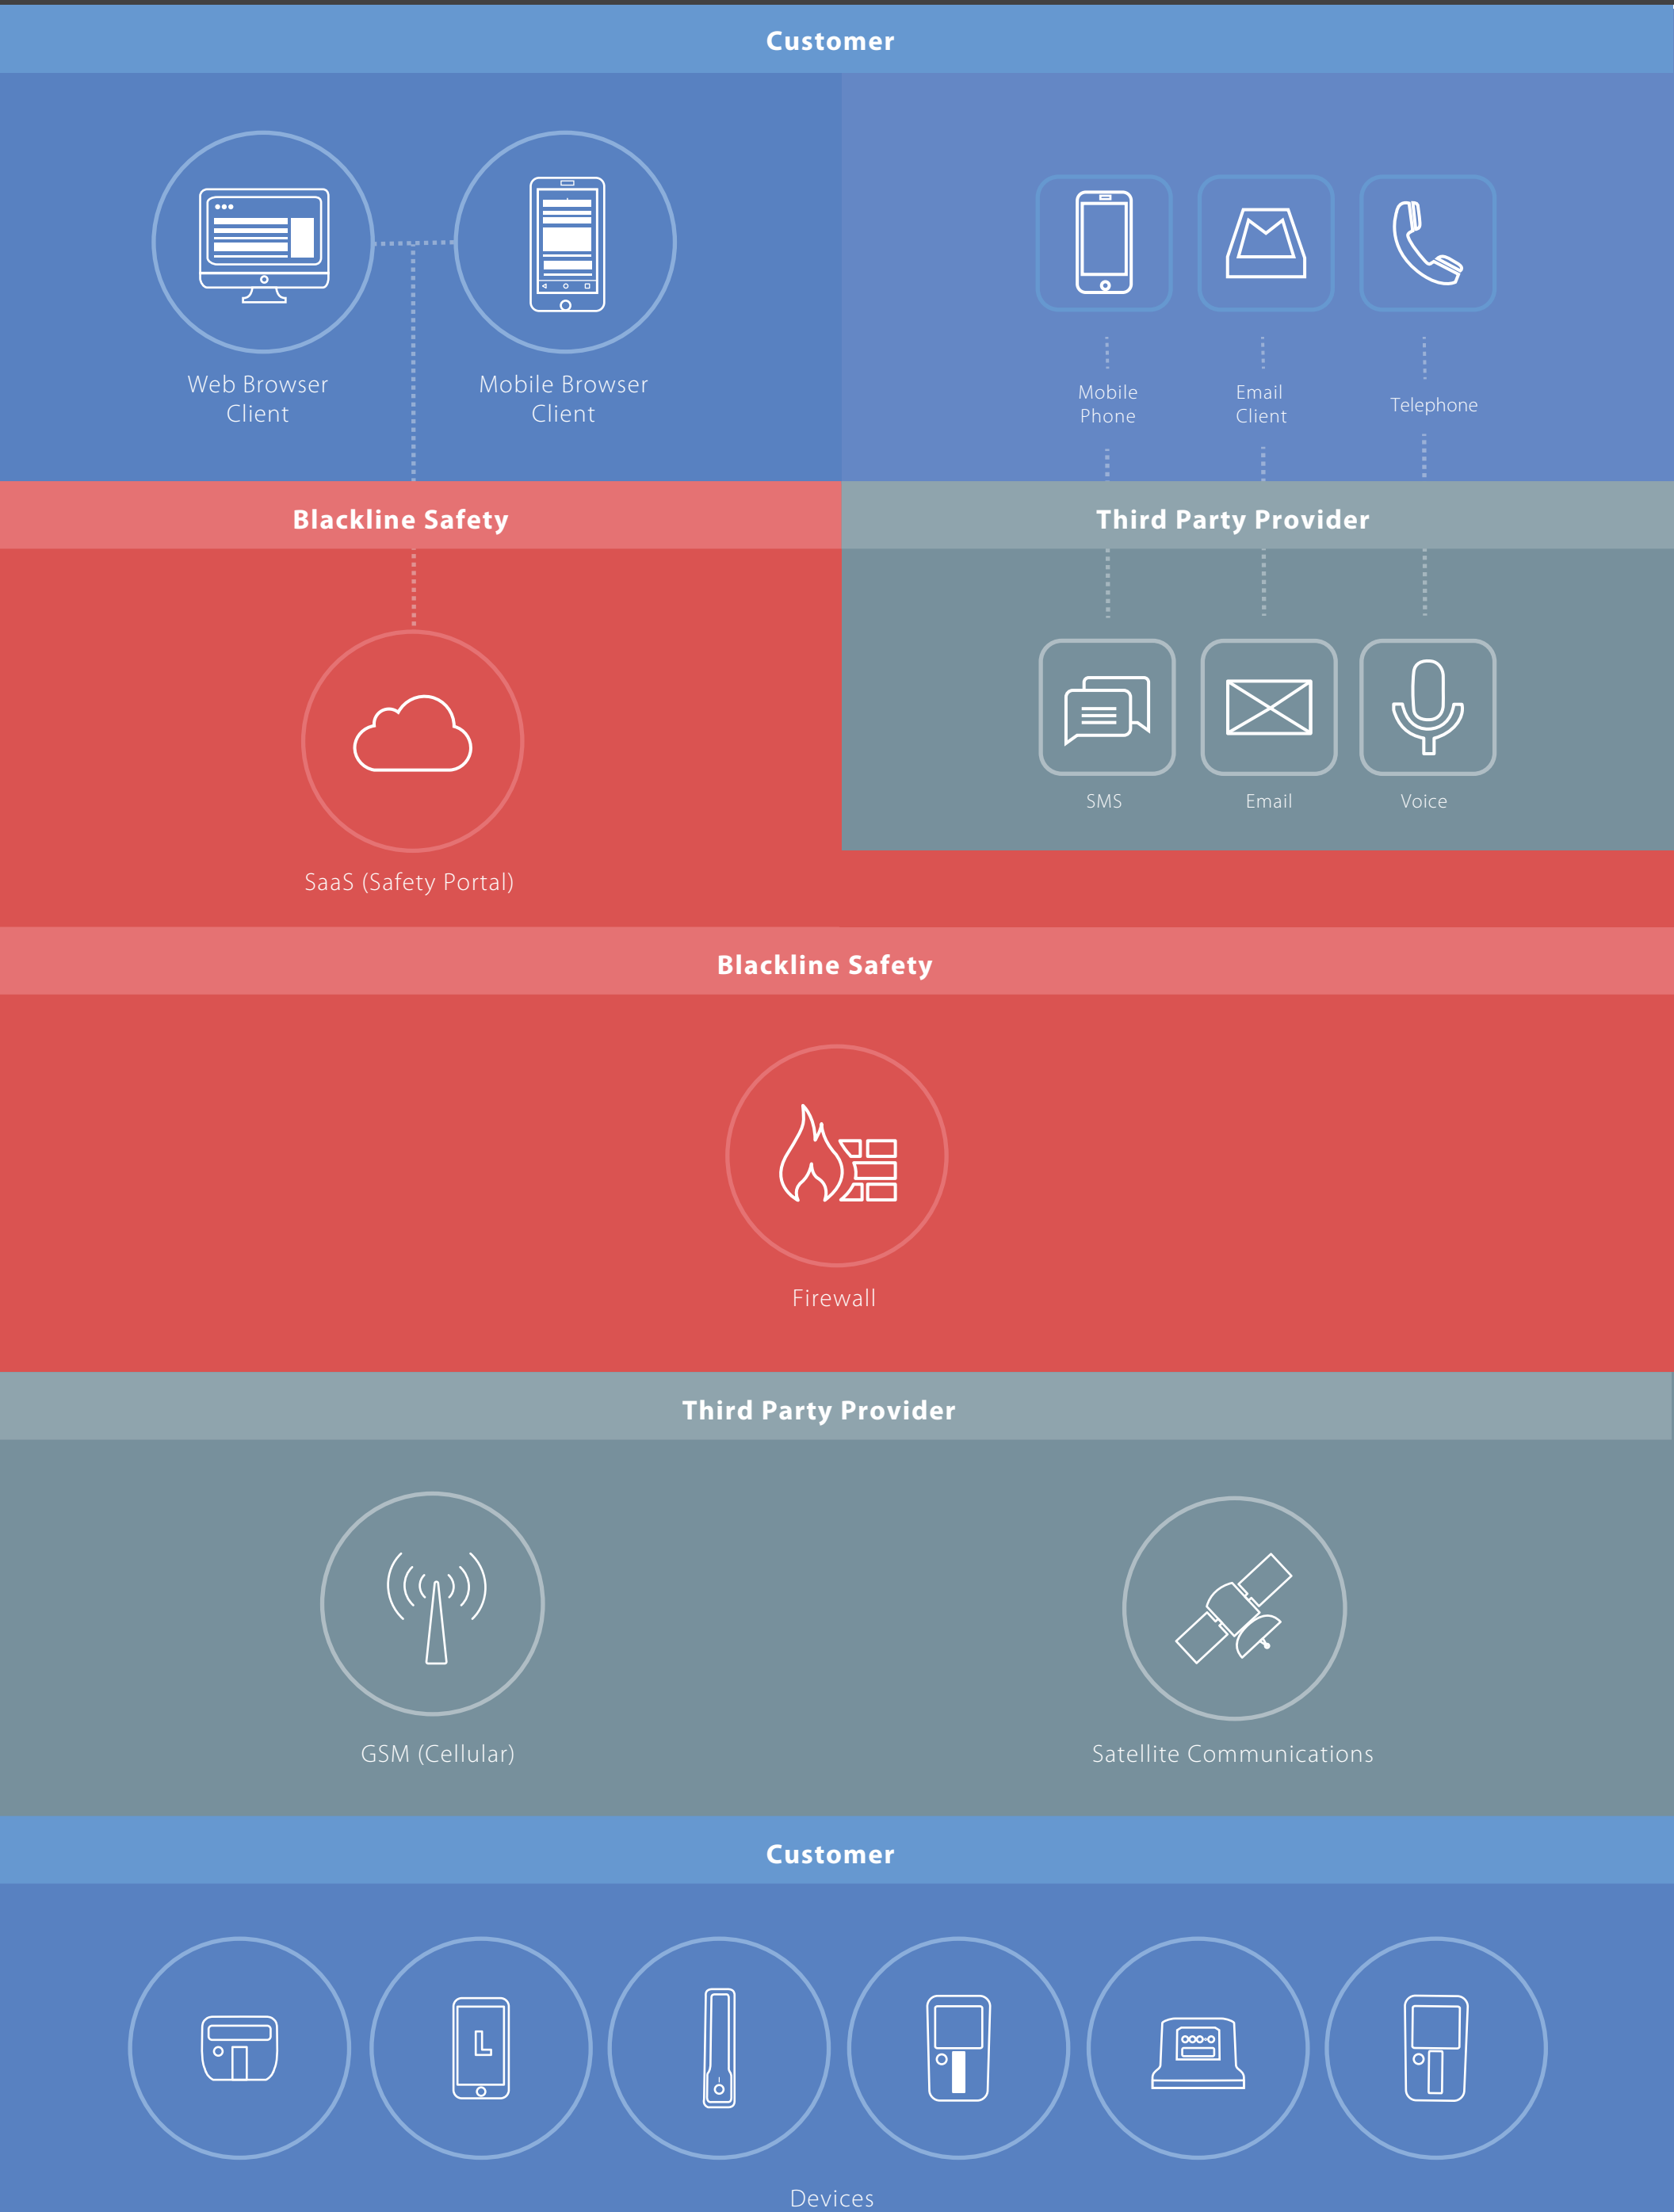 Customer
Web Browser
Client
Mobile Browser
Client
Mobile
Phone
Email
Client
Telephone
Blackline Safety
Third Party Provider
SMS
Email
Voice
SaaS (Safety Portal)
Blackline Safety
Firewall
Third Party Provider
GSM (Cellular)
Satellite Communications
Customer
L
Devices